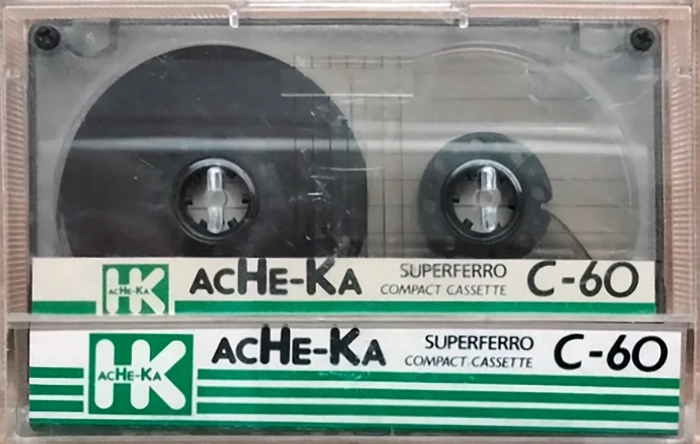 HK
ACHE-KA
ACHE-KA
SUPERFERRO
COMPACT CASSETTE
C-60
HK
ACHE-KA
ACHE-KA
SUPERFERRO
COMPACT CASSETTE
C-60